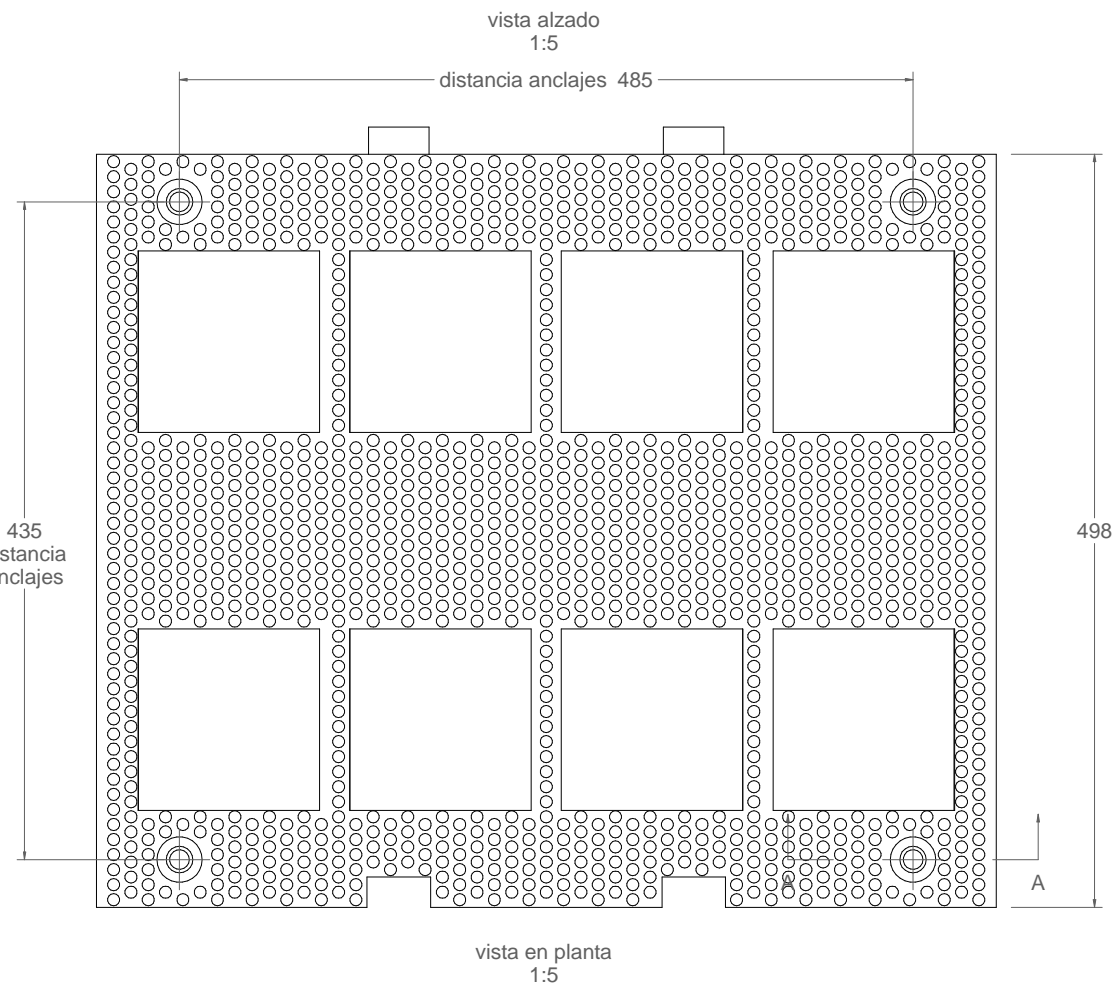 vista alzado
1:5
distancia anclajes 485
435
stancia
nclajes
498
A
A
vista en planta
1:5